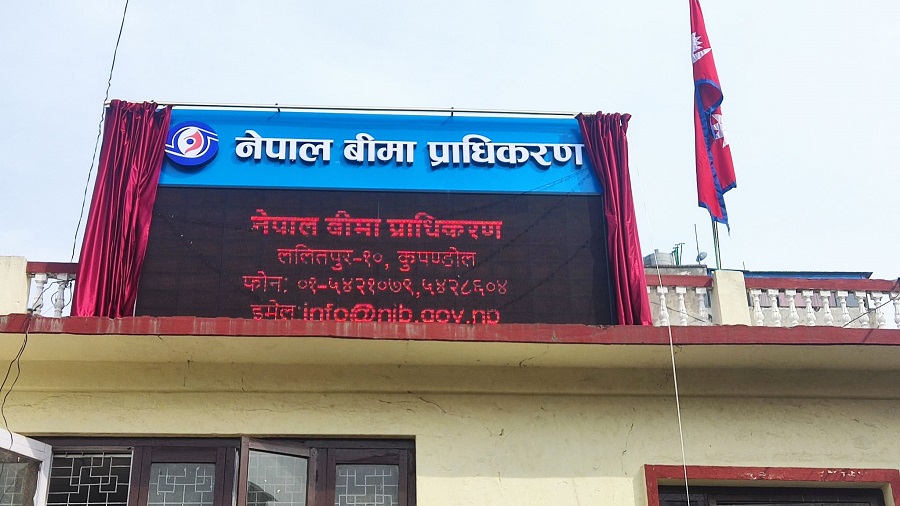 नेपाल बीमा प्राधिकरण
नेपाल बीमा प्राधिकरण
ललितपुर-१०, कुपण्डोल
फोन: ०१-५४२१०७९,५४२८६०४
इमेल info@nib.gov.np